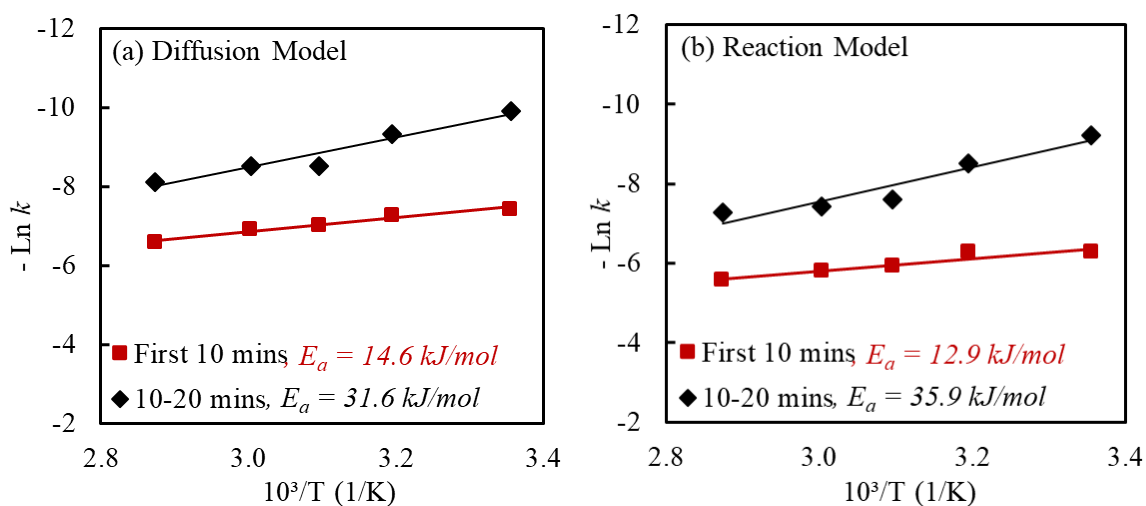 (a) Diffusion Model
-12
-10
-8
-6
-4
-2
- Ln k
First 10 mins, Ea = 14.6 kJ/mol
10-20 mins, Ea = 31.6 kJ/mol
2.8 3.0 3.2 3.4
10³/T (1/K)
(b) Reaction Model
-12
-10
-8
-6
-4
-2
- Ln k
First 10 mins, Ea = 12.9 kJ/mol
10-20 mins, Ea = 35.9 kJ/mol
2.8 3.0 3.2 3.4
10³/T (1/K)